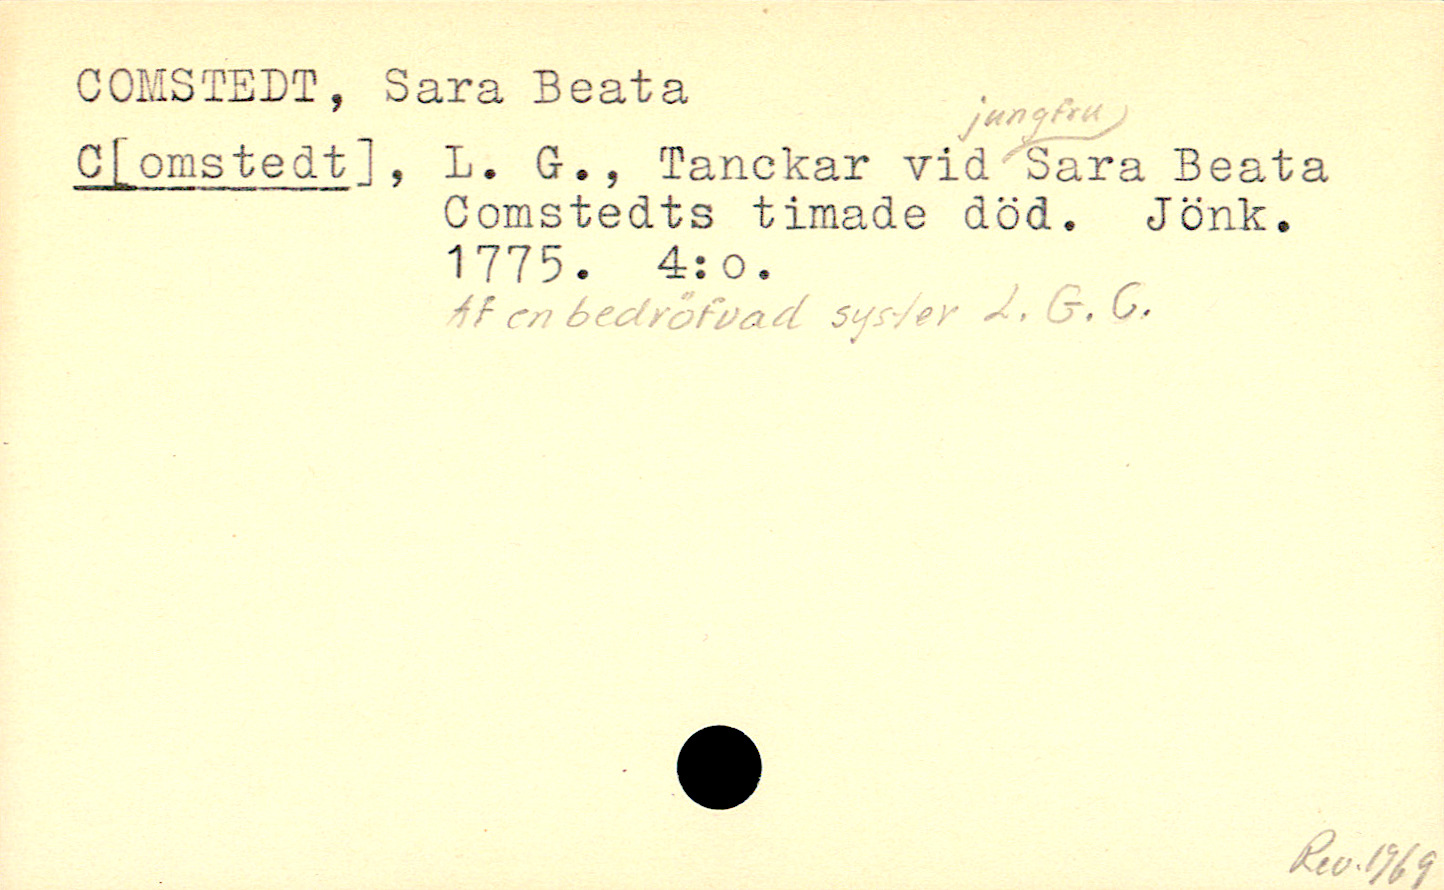 COMSTEDT, Sara Beata
jungfru
C[omstedt], L. G., Tanckar vid Sara Beata
Comstedts timade död. Jönk.
1775. 4:o.
Af en bedröfvad syster L. G. C.
Rev. 1969